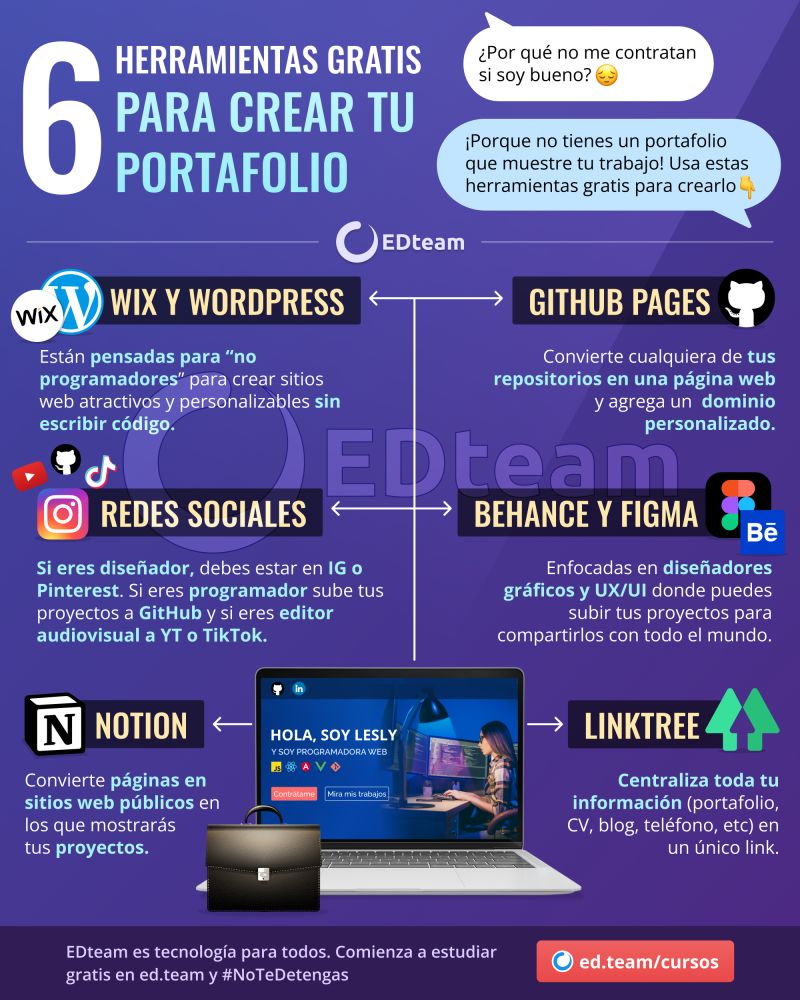 6
HERRAMIENTAS GRATIS
PARA CREAR TU
PORTAFOLIO
¿Por qué no me contratan
si soy bueno? 😔
¡Porque no tienes un portafolio
que muestre tu trabajo! Usa estas
herramientas gratis para crearlo👇
EDteam
WiX
WIX Y WORDPRESS
Están pensadas para “no
programadores” para crear sitios
web atractivos y personalizables sin
escribir código.
GITHUB PAGES
Convierte cualquiera de tus
repositorios en una página web
y agrega un dominio
personalizado.
EDteam
REDES SOCIALES
Si eres diseñador, debes estar en IG o
Pinterest. Si eres programador sube tus
proyectos a GitHub y si eres editor
audiovisual a YT o TikTok.
BEHANCE Y FIGMA
Bē
Enfocadas en diseñadores
gráficos y UX/UI donde puedes
subir tus proyectos para
compartirlos con todo el mundo.
N
NOTION
Convierte páginas en
sitios web públicos en
los que mostrarás
tus proyectos.
in
HOLA, SOY LESLY
Y SOY PROGRAMADORA WEB
JS
Contrátame
Mira mis trabajos
LINKTREE
Centraliza toda tu
información (portafolio,
CV, blog, teléfono, etc) en
un único link.
EDteam es tecnología para todos. Comienza a estudiar
gratis en ed.team y #NoTeDetengas
ed.team/cursos